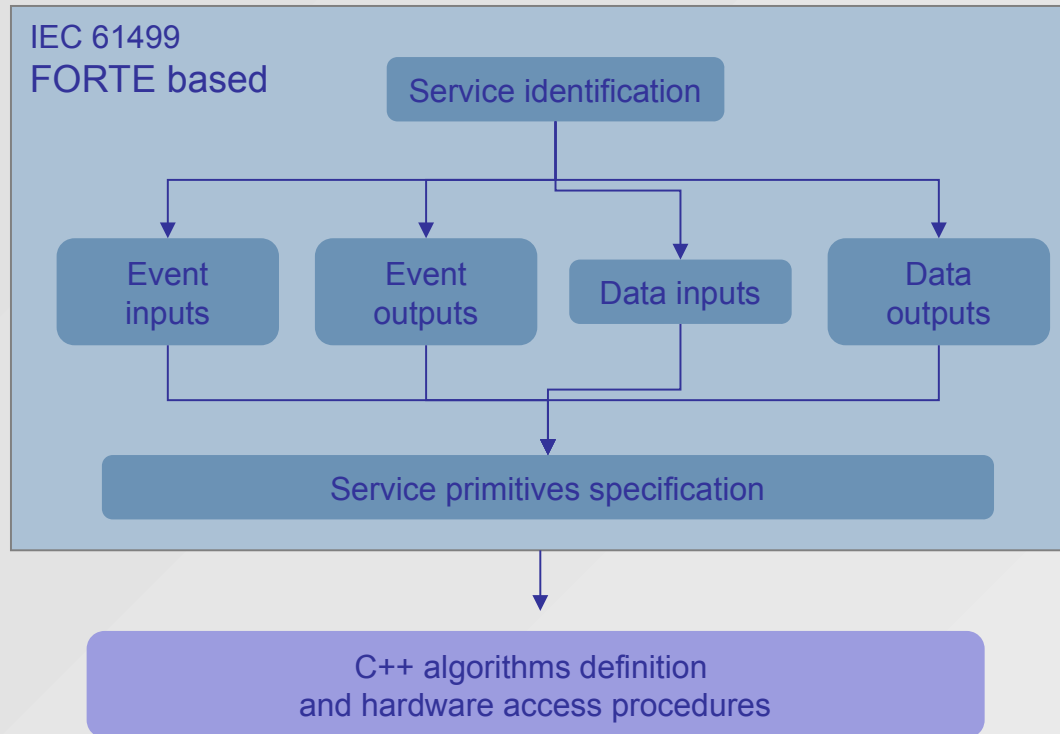 IEC 61499
FORTE based
Service identification
Event
inputs
Event
outputs
Data inputs
Data
outputs
Service primitives specification
C++ algorithms definition
and hardware access procedures